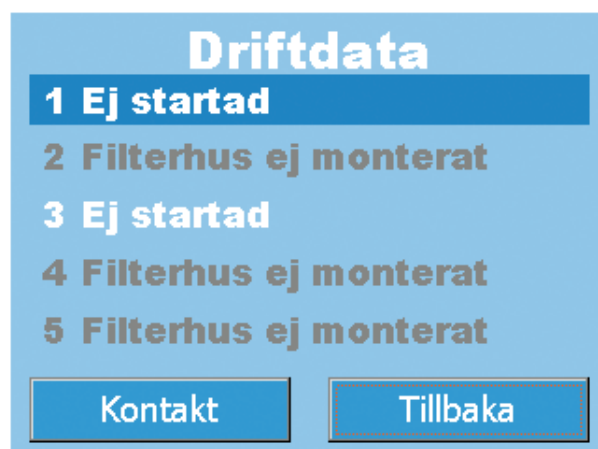 Driftdata
1 Ej startad
2 Filterhus ej monterat
3 Ej startad
4 Filterhus ej monterat
5 Filterhus ej monterat
Kontakt Tillbaka